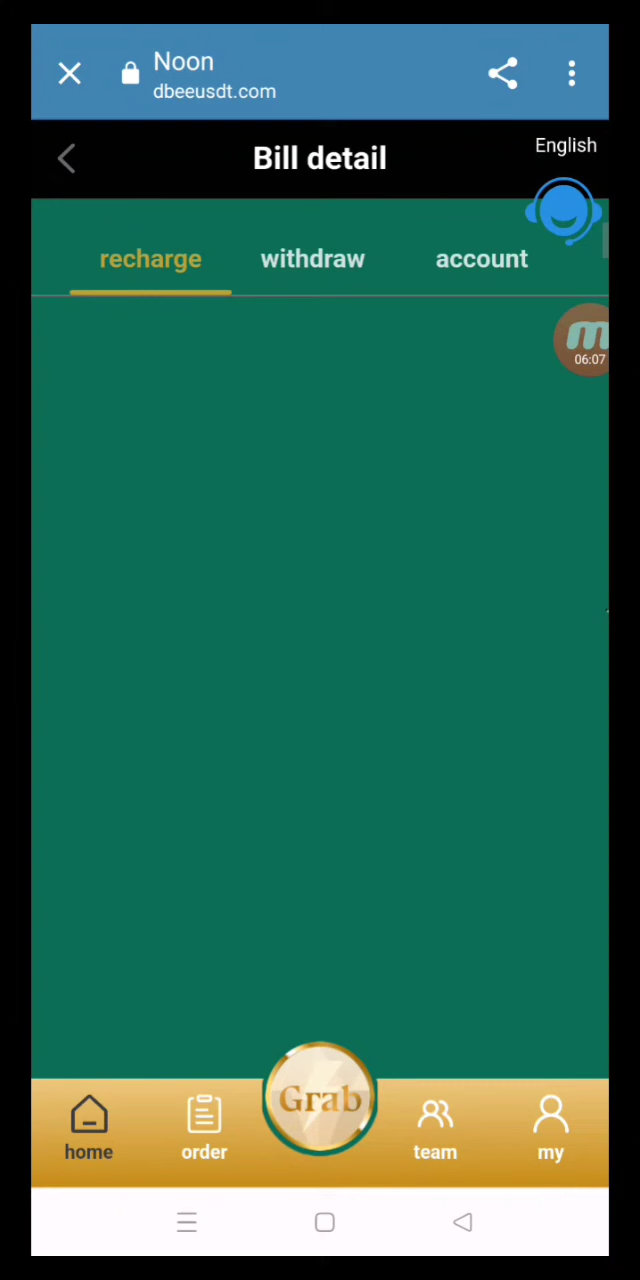 Noon
dbeeusdt.com
English
Bill detail
recharge withdraw account
06:07
Grab
home order team my